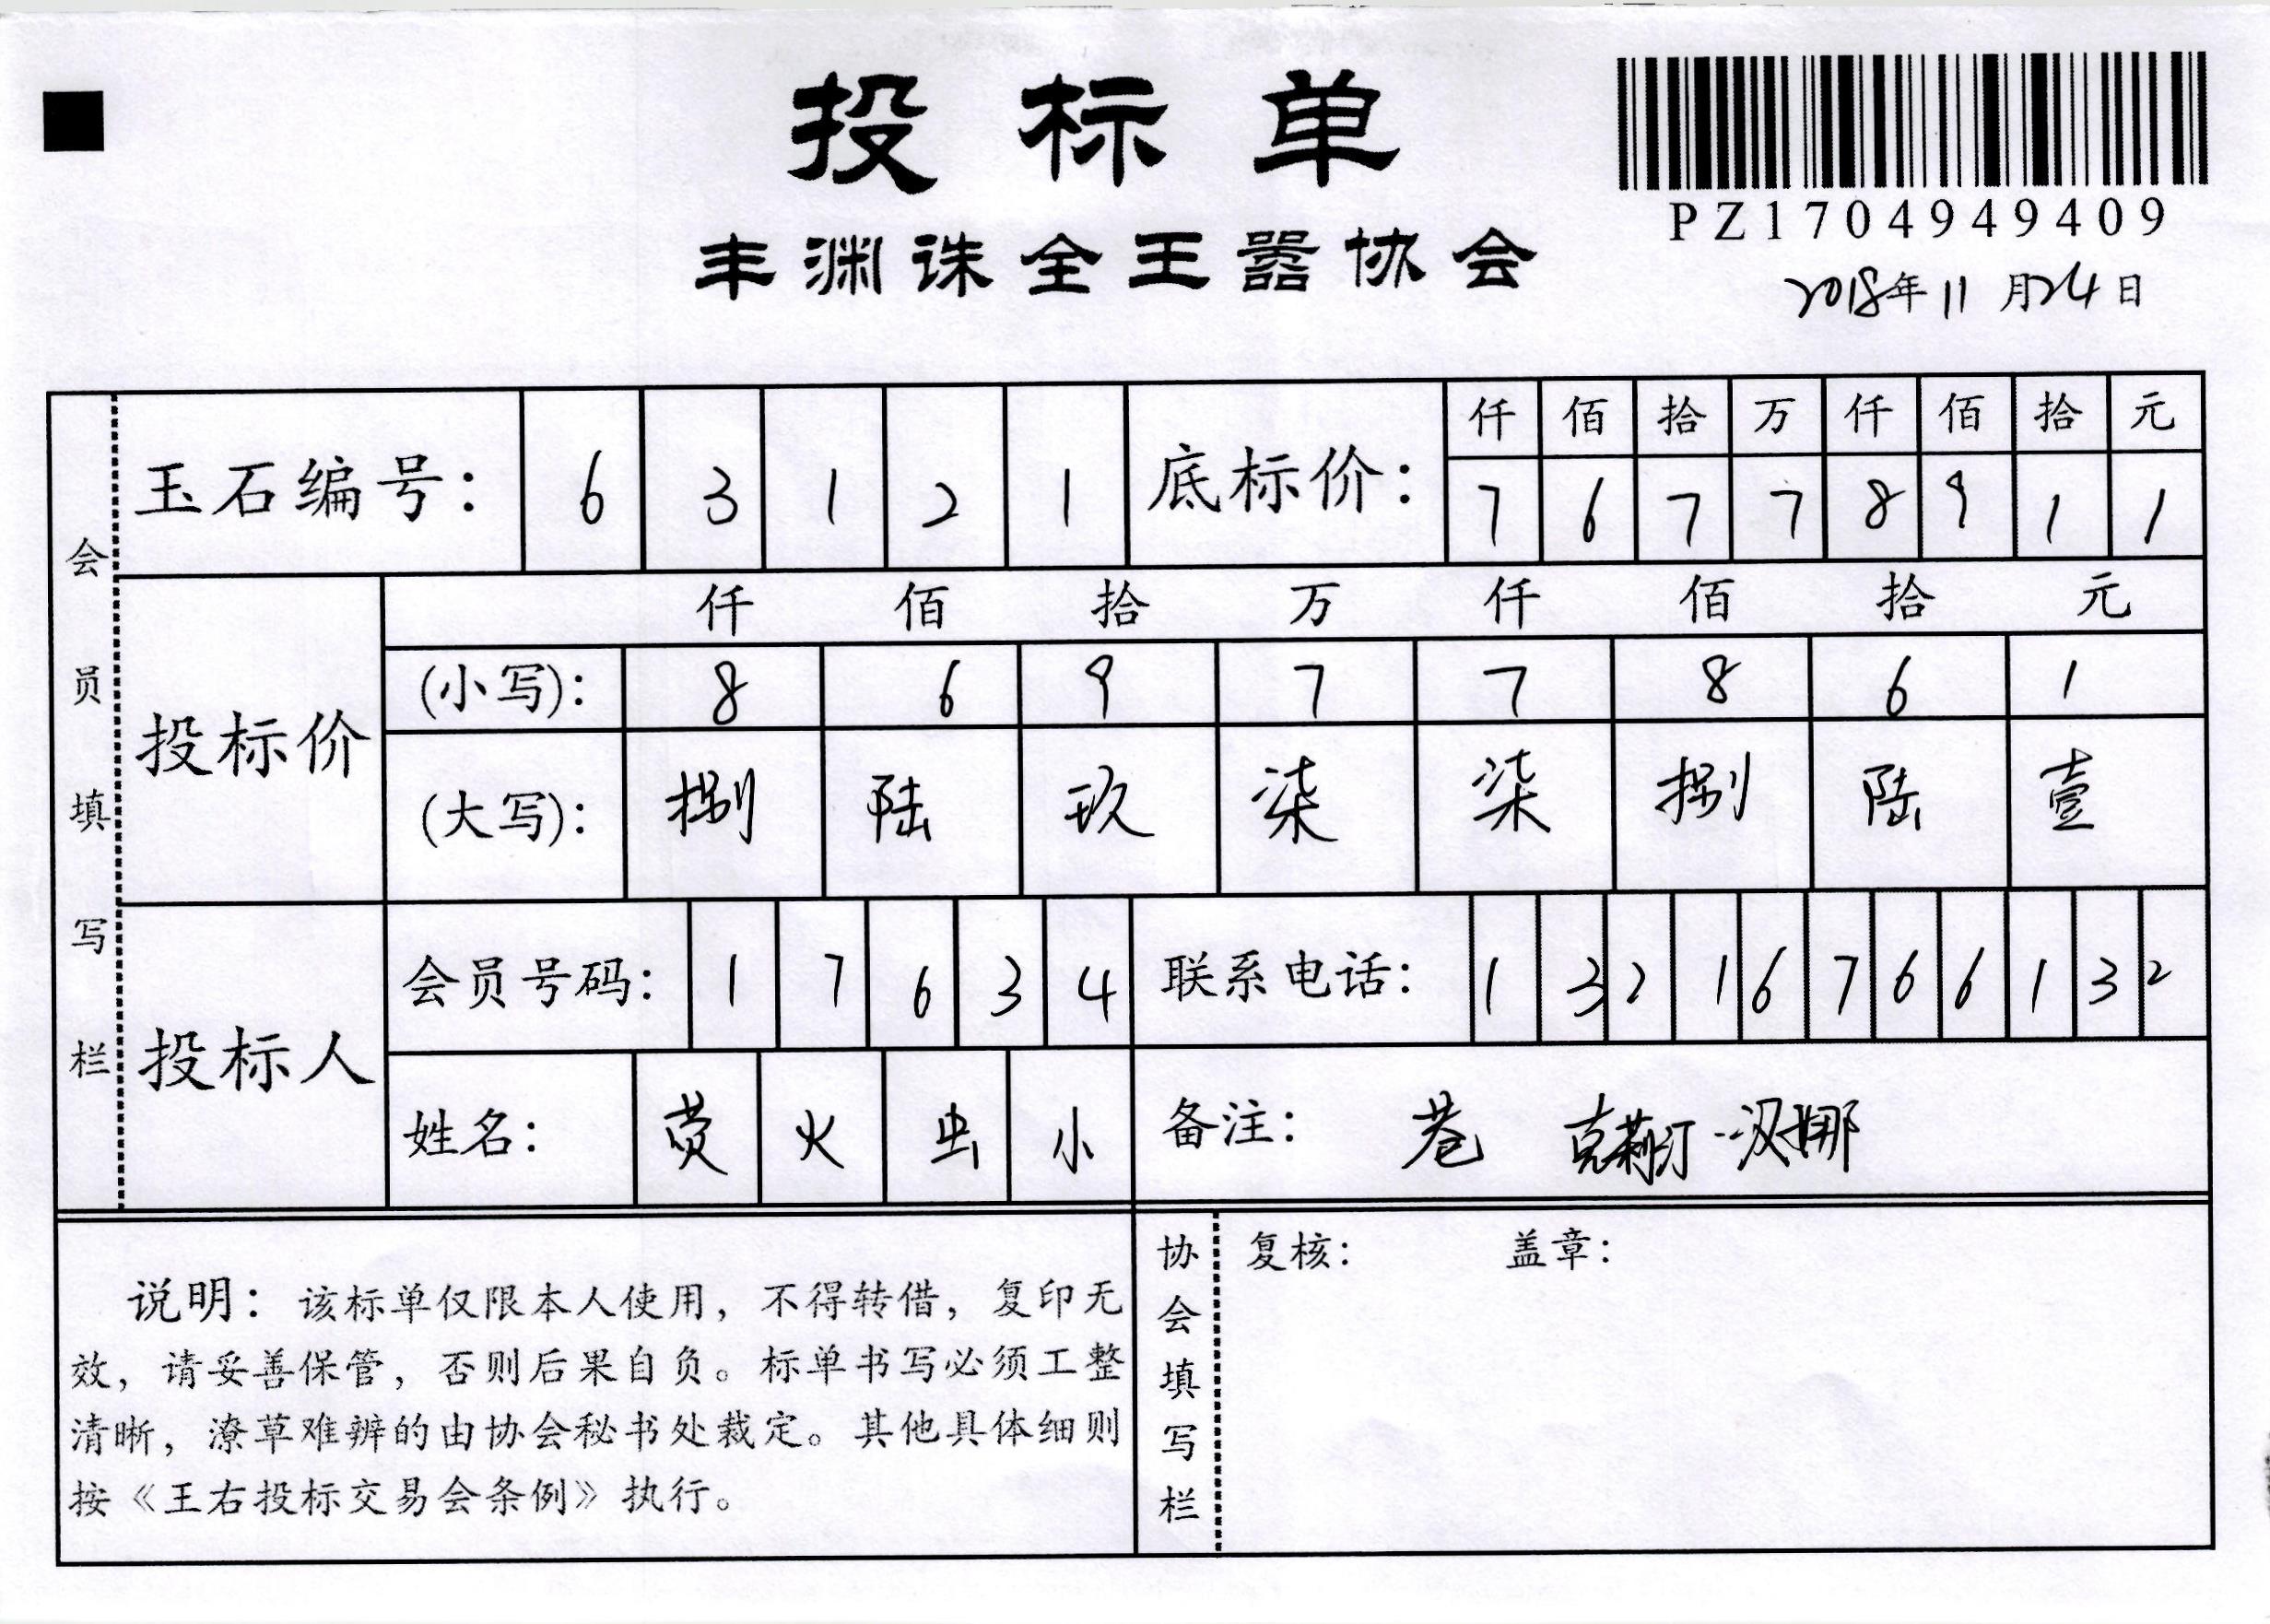 投标单
PZ1704949409
丰渊诛全王嚣协会
2018年11月24日
会员填写栏
玉石编号： 6 3 1 2 1 底标价： 仟 佰 拾 万 仟 佰 拾 元
7 6 7 7 8 9 1 1
投标价
仟 佰 拾 万 仟 佰 拾 元
(小写)： 8 6 9 7 7 8 6 1
(大写)： 捌 陆 玖 柒 柒 捌 陆 壹
投标人
会员号码： 1 7 6 3 4 联系电话： 1 3 2 1 6 7 6 6 1 3 2
姓名： 荧 火 虫 小 备注： 巷 克莉汀·汉娜
说明：该标单仅限本人使用，不得转借，复印无
效，请妥善保管，否则后果自负。标单书写必须工整
清晰，潦草难辨的由协会秘书处裁定。其他具体细则
按《王右投标交易会条例》执行。
协会填写栏
复核： 盖章：